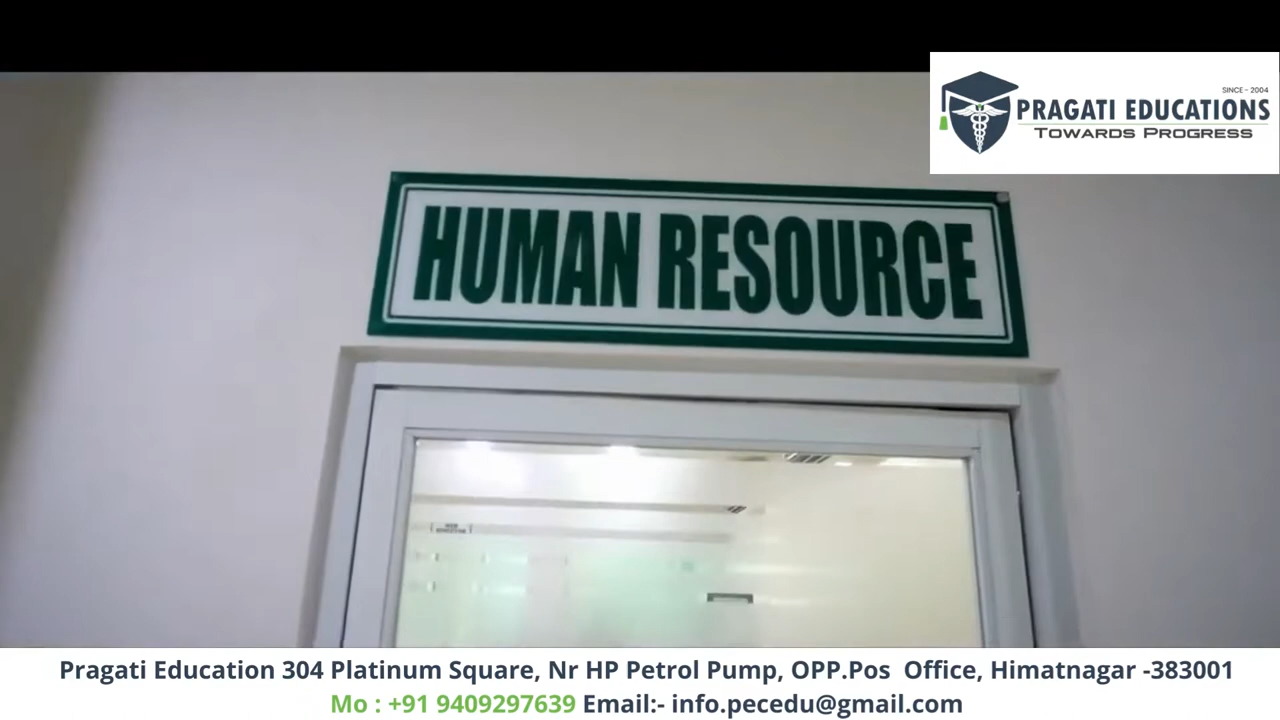 SINCE - 2004
PRAGATI EDUCATIONS
TOWARDS PROGRESS
HUMAN RESOURCE
Pragati Education 304 Platinum Square, Nr HP Petrol Pump, OPP.Pos  Office, Himatnagar -383001
Mo : +91 9409297639 Email:- info.pecedu@gmail.com